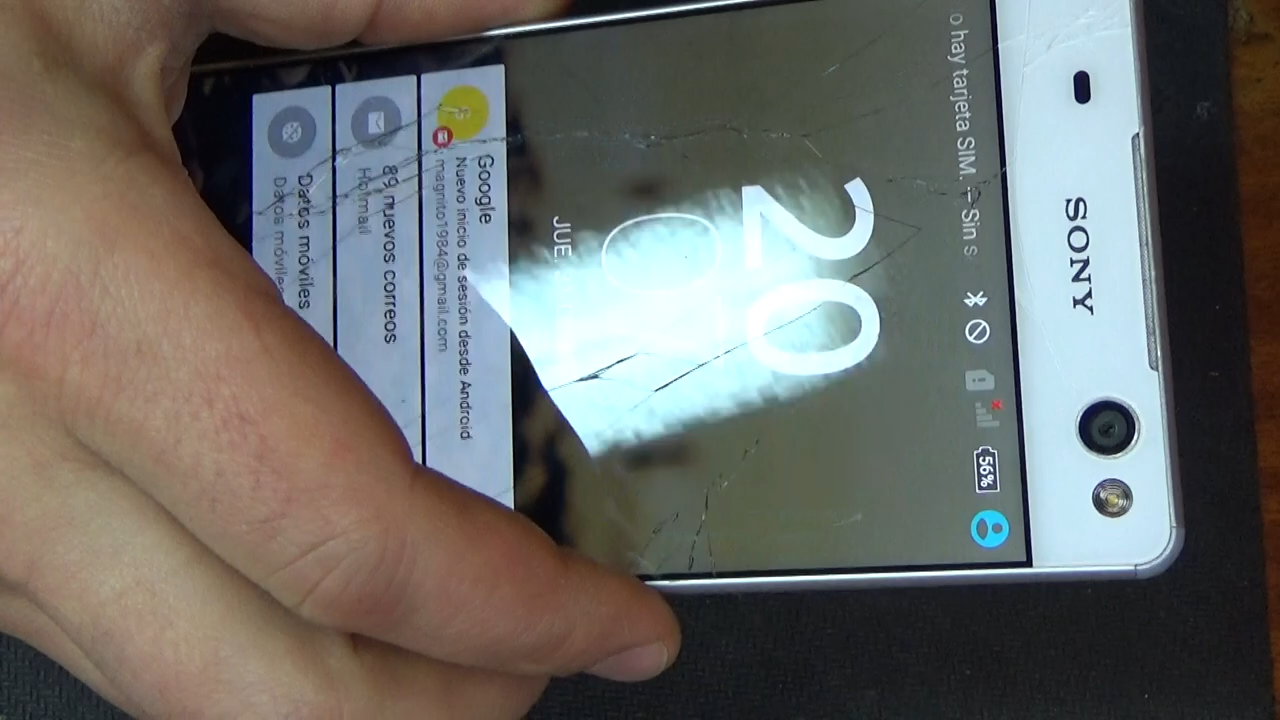 SONY
o hay tarjeta SIM. — Sin s
56%
20
JUE.
Google
Nuevo inicio de sesión desde Android
magnito1984@gmail.com
89 nuevos correos
Hotmail
Datos móviles
Datos móviles